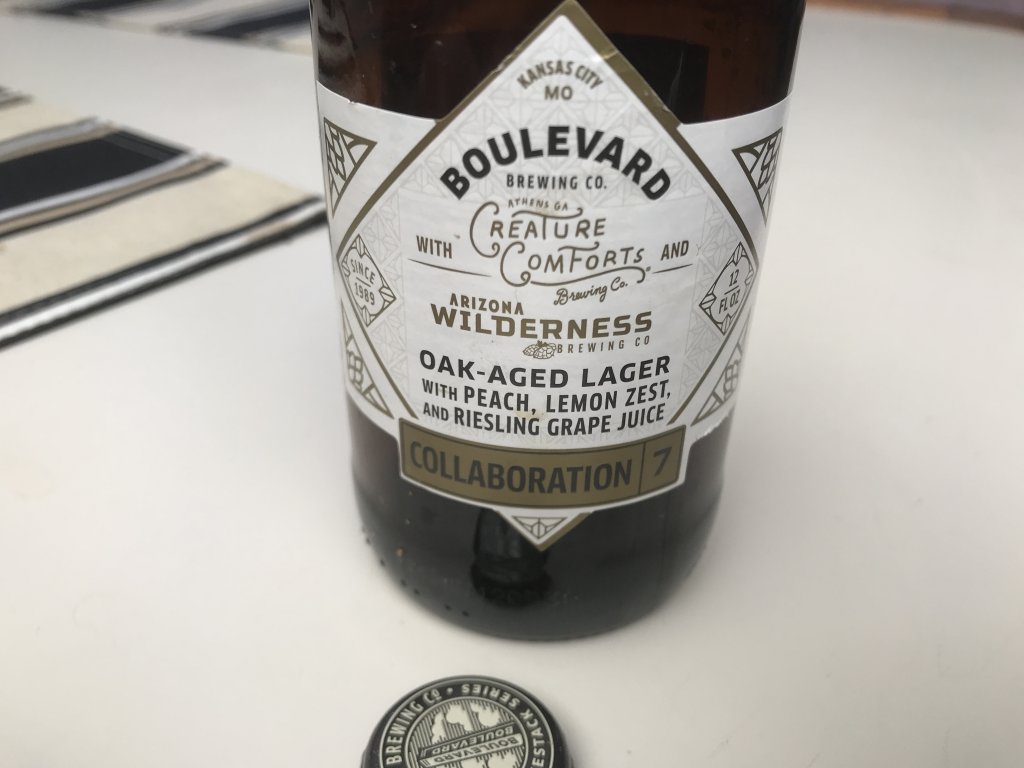 KANSAS CITY
MO
BOULEVARD
BREWING CO.
ATHENS GA
WITH CREATURE COMFORTS AND
Brewing Co.
SINCE
1989
12
FL OZ
ARIZONA
WILDERNESS
BREWING CO
OAK-AGED LAGER
WITH PEACH, LEMON ZEST,
AND RIESLING GRAPE JUICE
COLLABORATION 7
BREWING CO • 
ESTACK SERIES
BOULEVARD